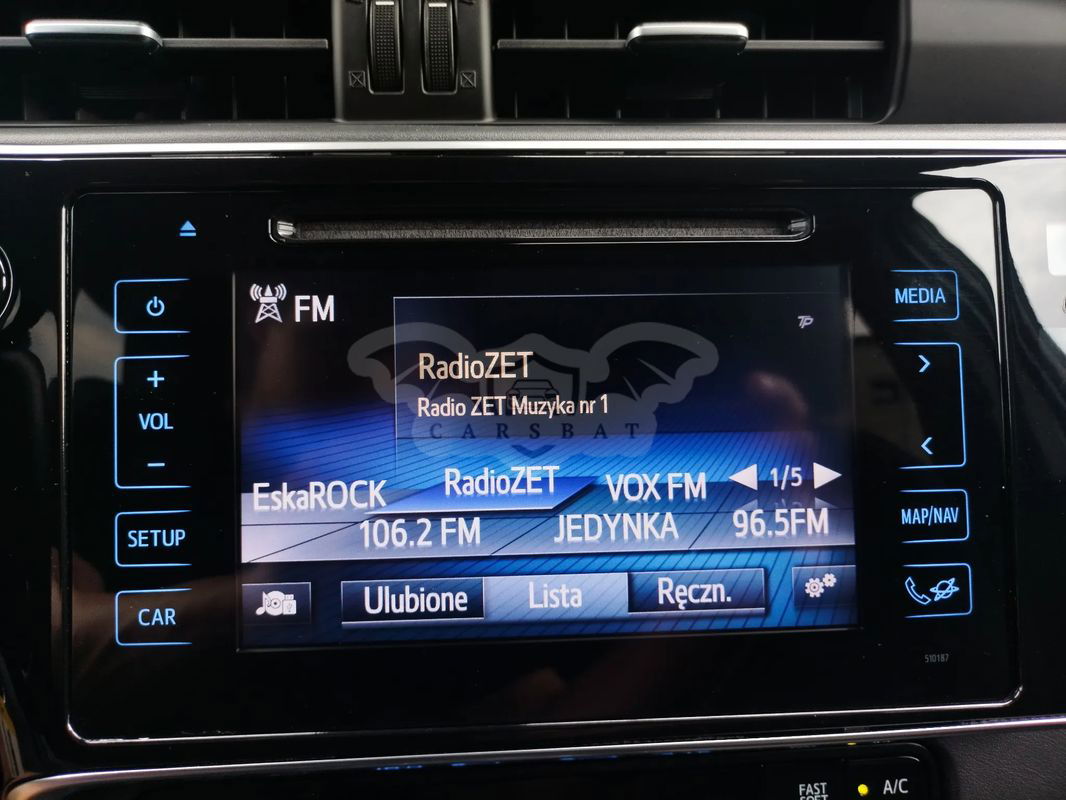 FM
TP
RadioZET
Radio ZET Muzyka nr 1
CARSBAT
EskaROCK
RadioZET
VOX FM
1/5
106.2 FM
JEDYNKA
96.5FM
Ulubione
Lista
Ręczn.
VOL
SETUP
CAR
MEDIA
MAP/NAV
510187
FAST
A/C